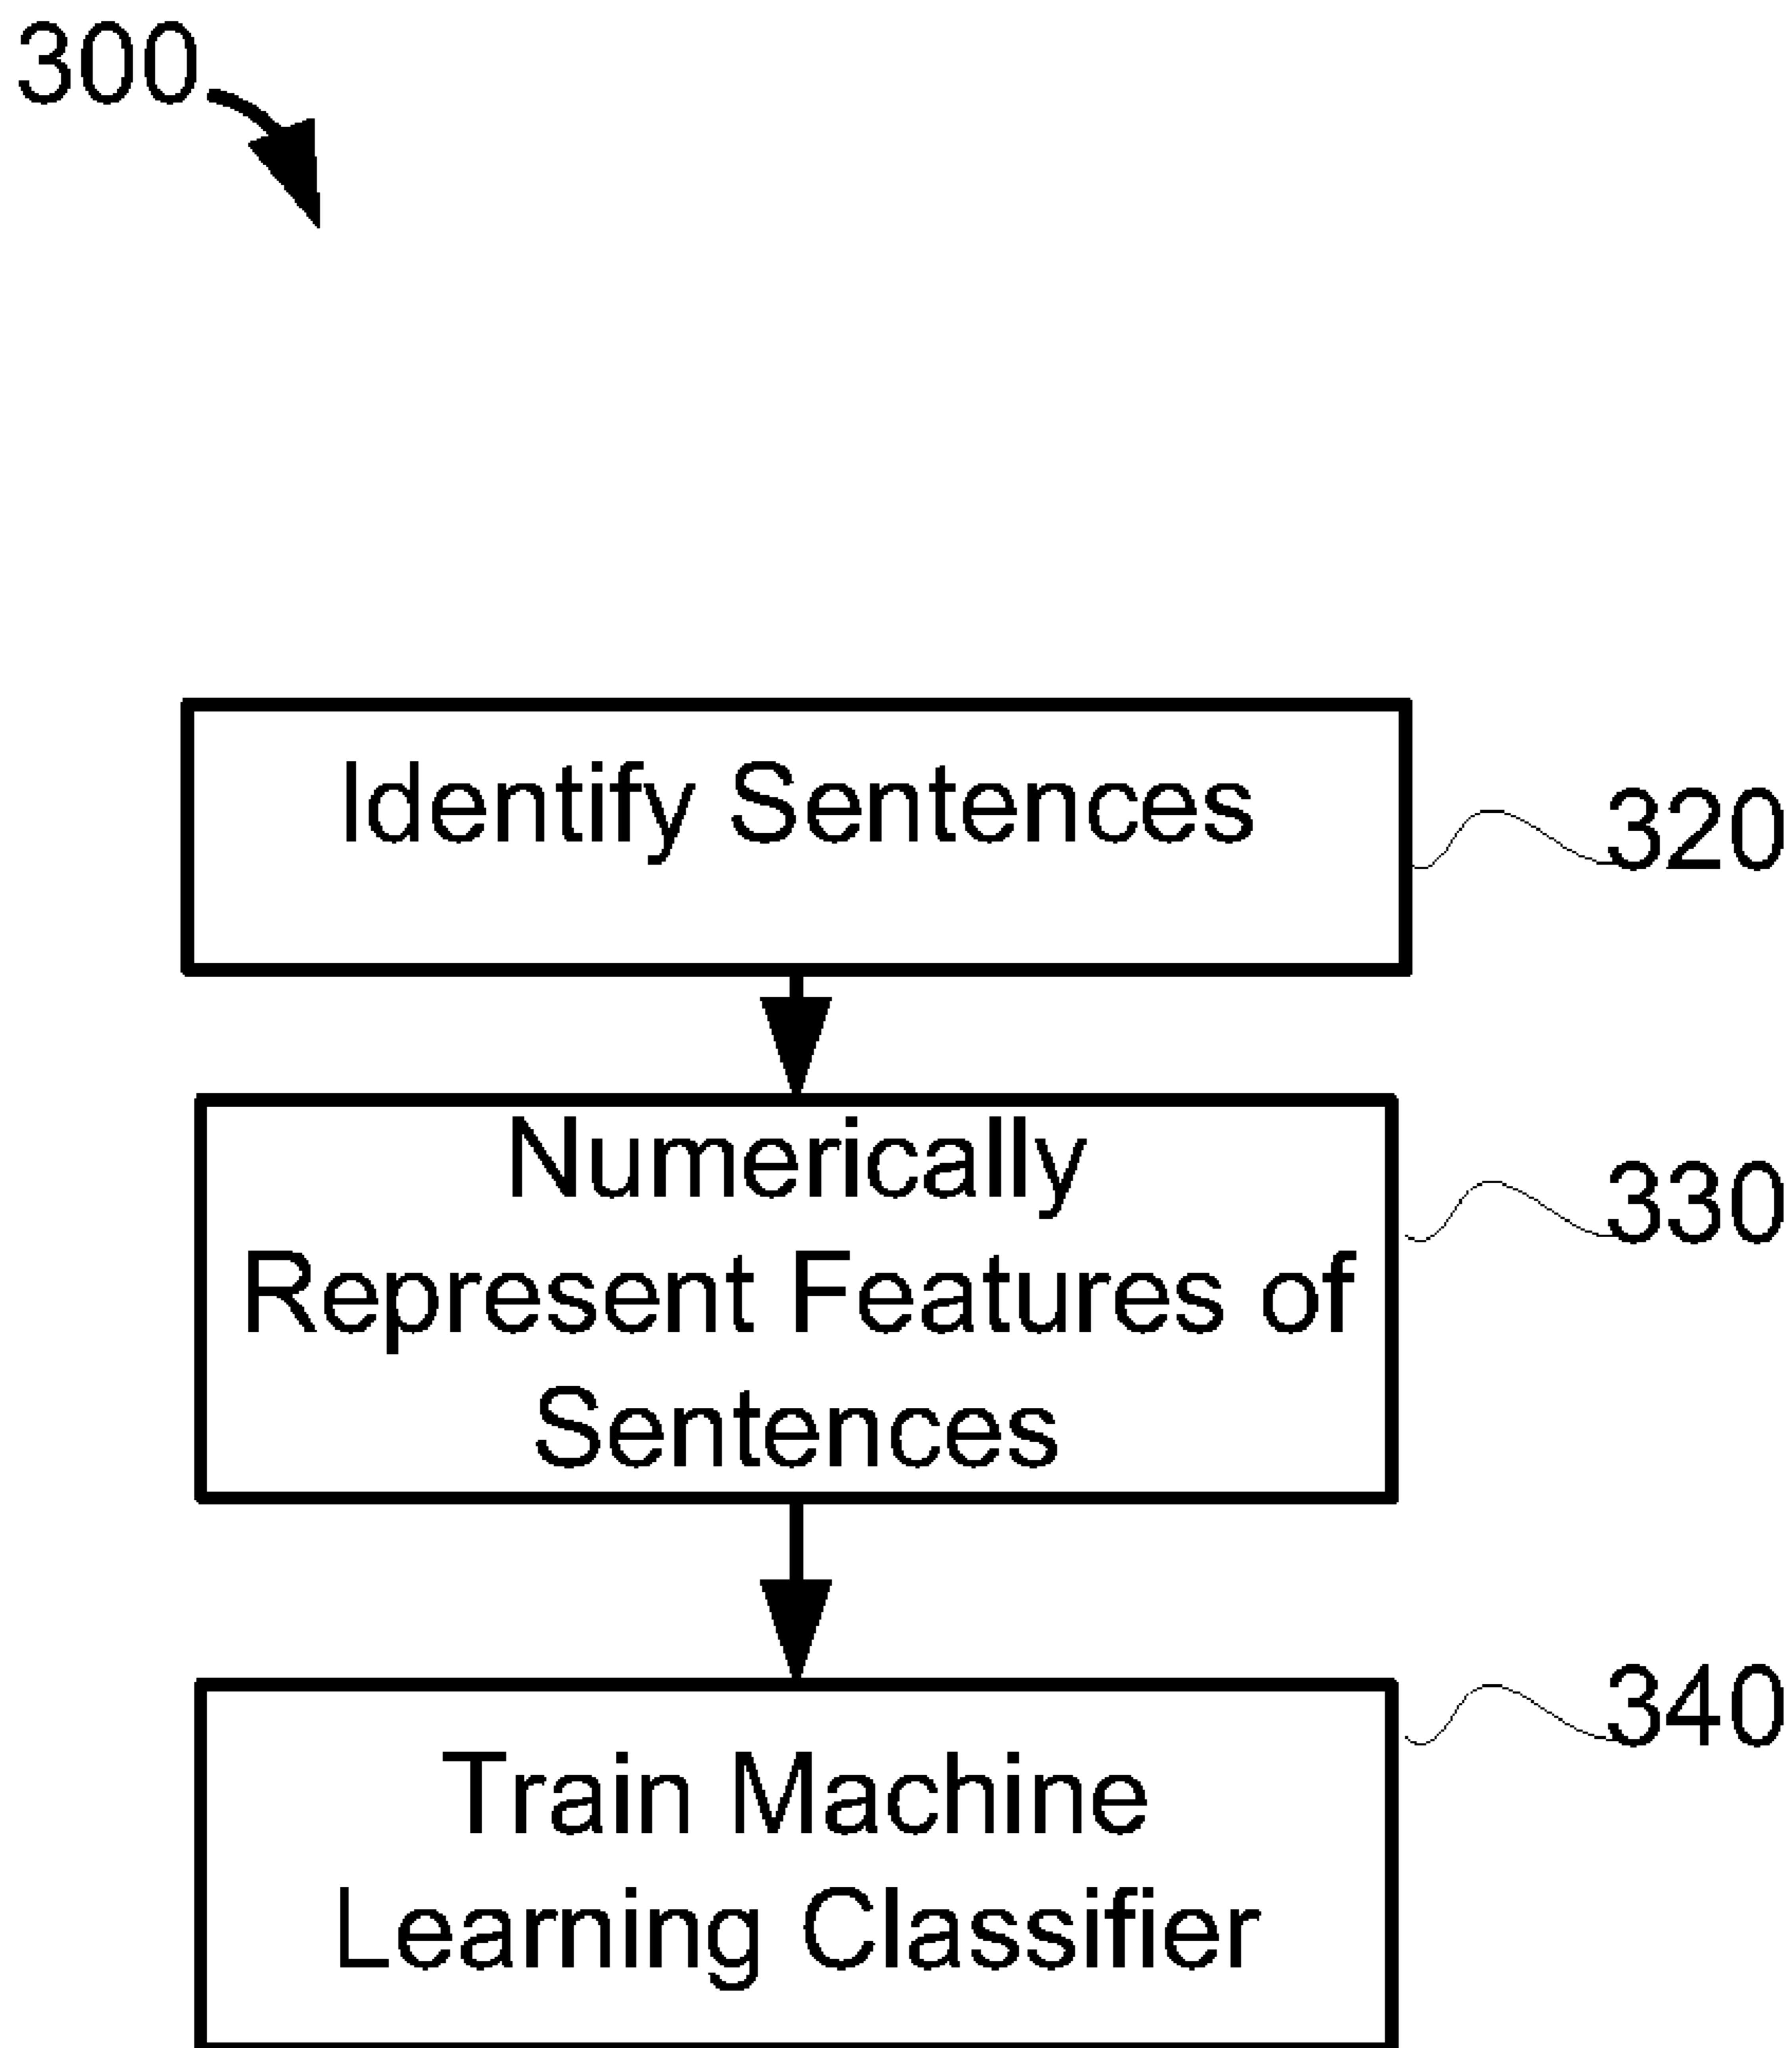 300
Identify Sentences
320
Numerically
Represent Features of
Sentences
330
Train Machine
Learning Classifier
340